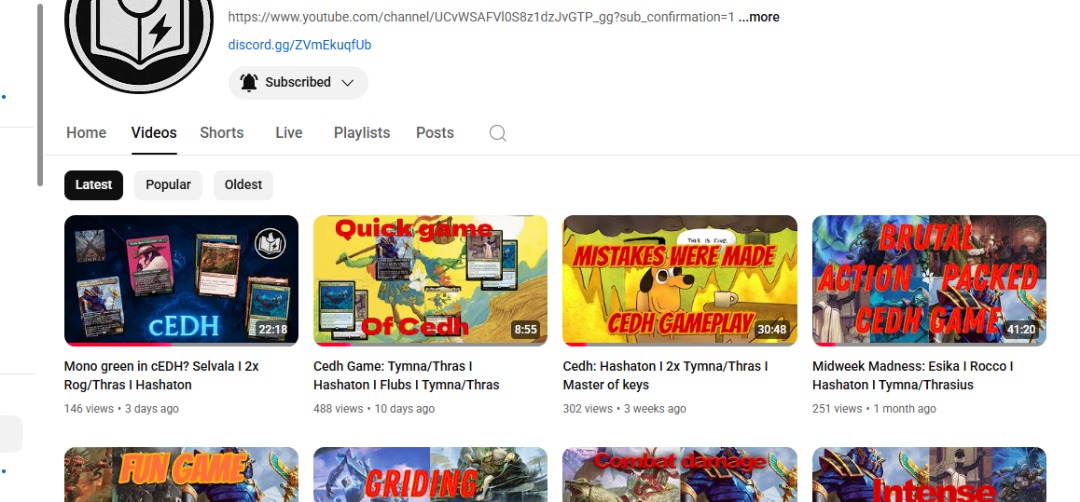 https://www.youtube.com/channel/UCvWSAFVl0S8z1dzJvGTP_gg?sub_confirmation=1 ...more
discord.gg/ZVmEkuqfUb
Subscribed
Home Videos Shorts Live Playlists Posts
Latest Popular Oldest
cEDH
22:18
Quick game
Of Cedh
8:55
THIS IS FINE.
MISTAKES WERE MADE
CEDH GAMEPLAY
30:48
BRUTAL
ACTION PACKED
CEDH GAME
41:20
Mono green in cEDH? Selvala I 2x
Rog/Thras I Hashaton
146 views • 3 days ago
Cedh Game: Tymna/Thras I
Hashaton I Flubs I Tymna/Thras
488 views • 10 days ago
Cedh: Hashaton I 2x Tymna/Thras I
Master of keys
302 views • 3 weeks ago
Midweek Madness: Esika I Rocco I
Hashaton I Tymna/Thrasius
251 views • 1 month ago
FUN GAME
GRIDING
Combat damage
Intense